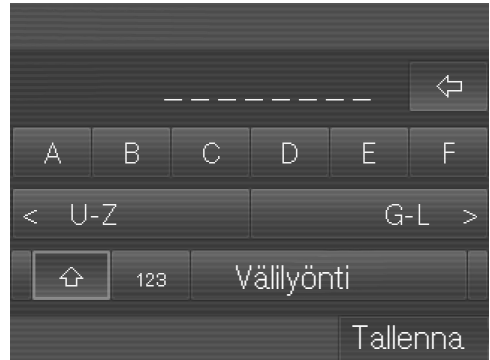 _ _ _ _ _ _ _ _ _
A B C D E F
< U-Z G-L >
123 Välilyönti
Tallenna